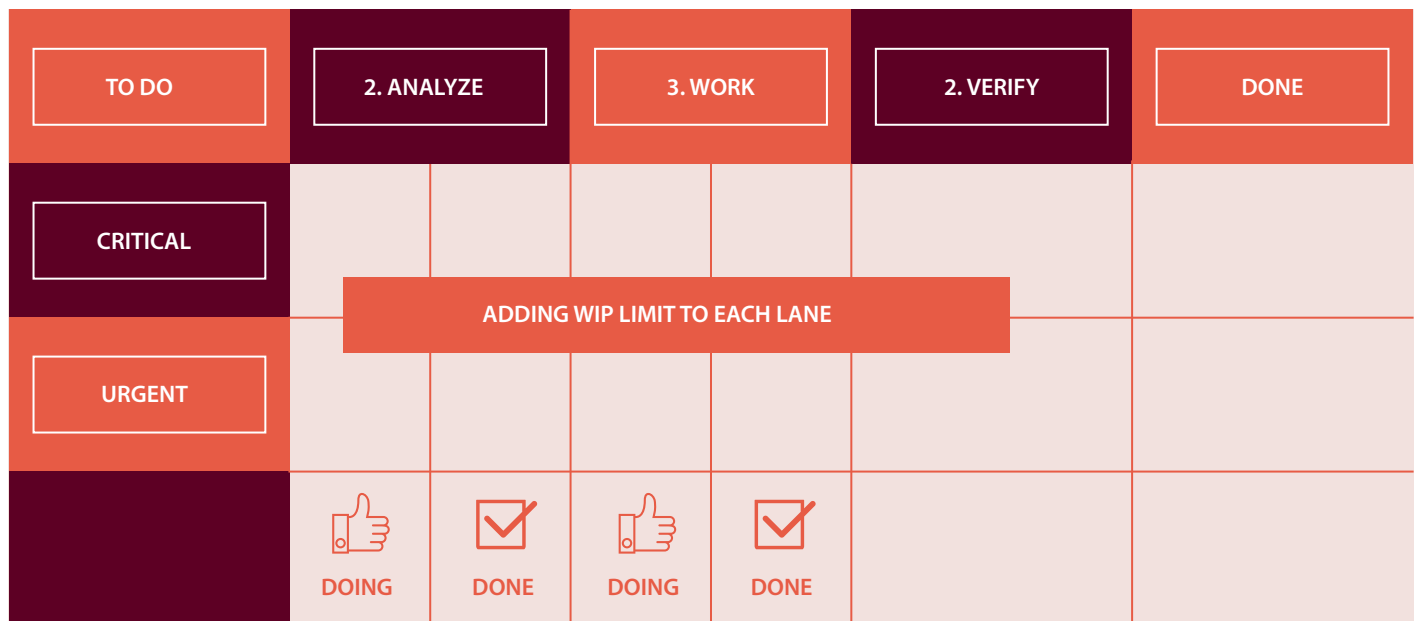 TO DO
2. ANALYZE
3. WORK
2. VERIFY
DONE
CRITICAL
ADDING WIP LIMIT TO EACH LANE
URGENT
DOING
DONE
DOING
DONE